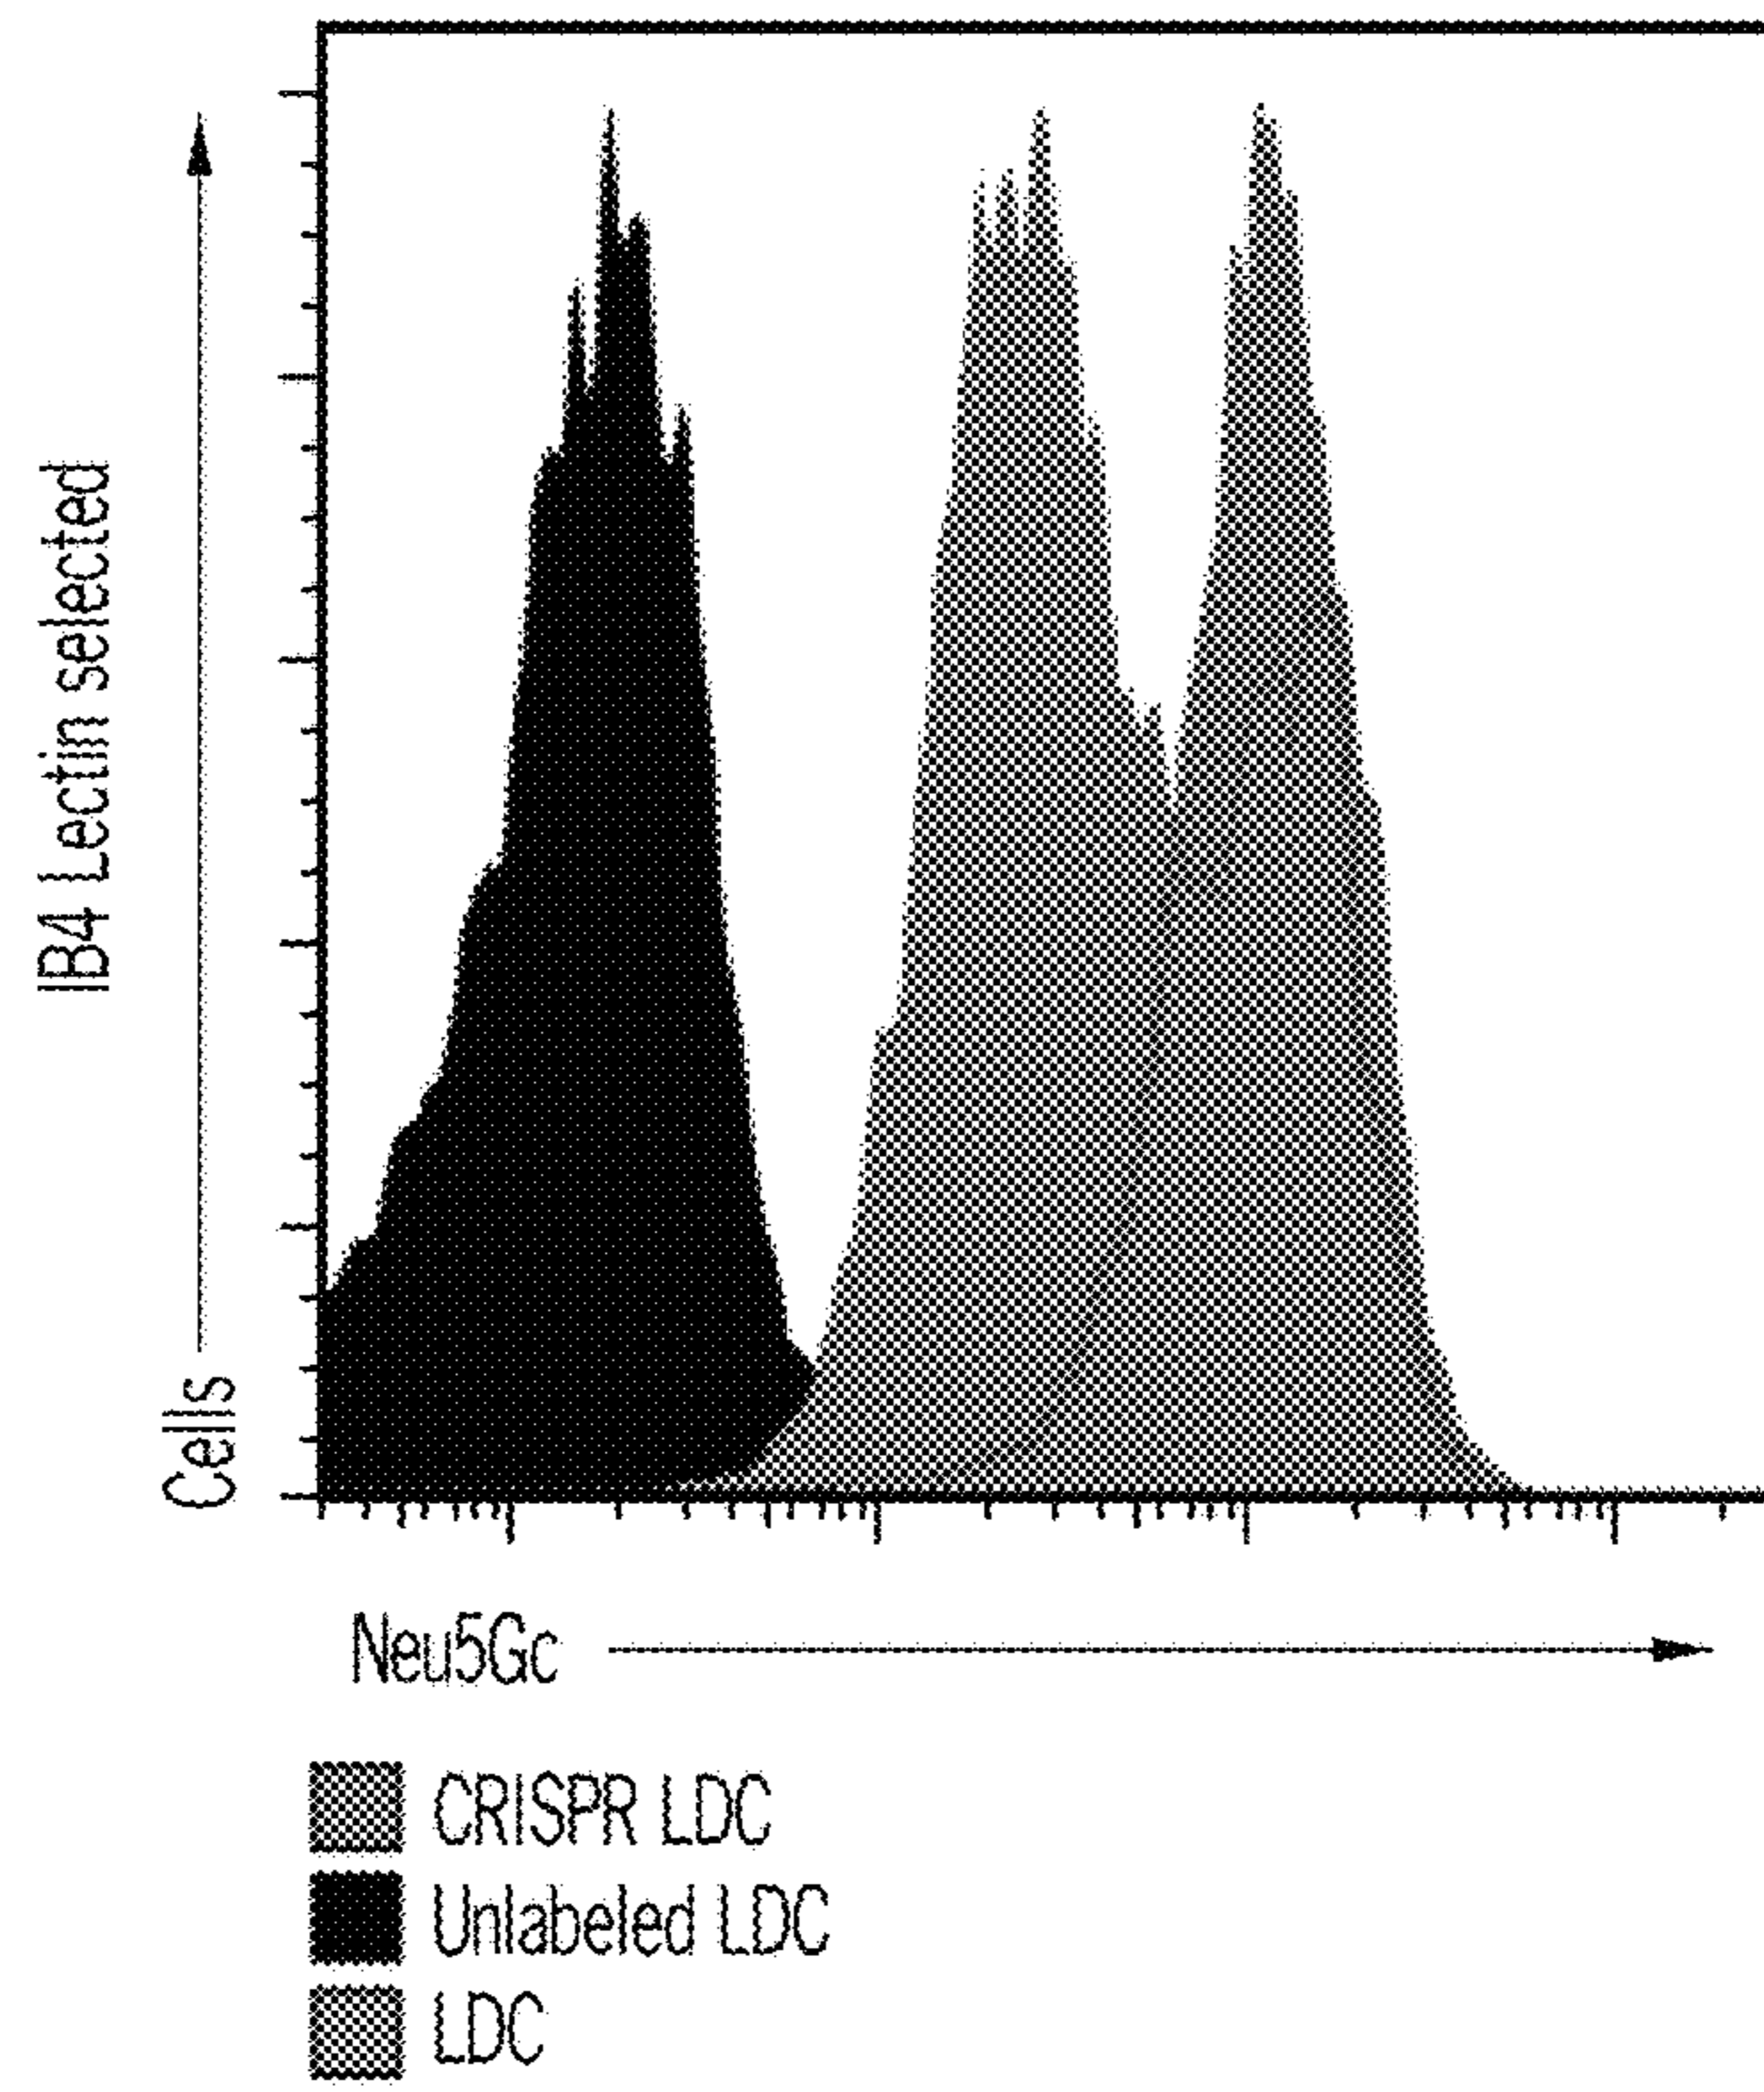 IB4 Lectin selected
Cells
Neu5Gc
CRISPR LDC
Unlabeled LDC
LDC